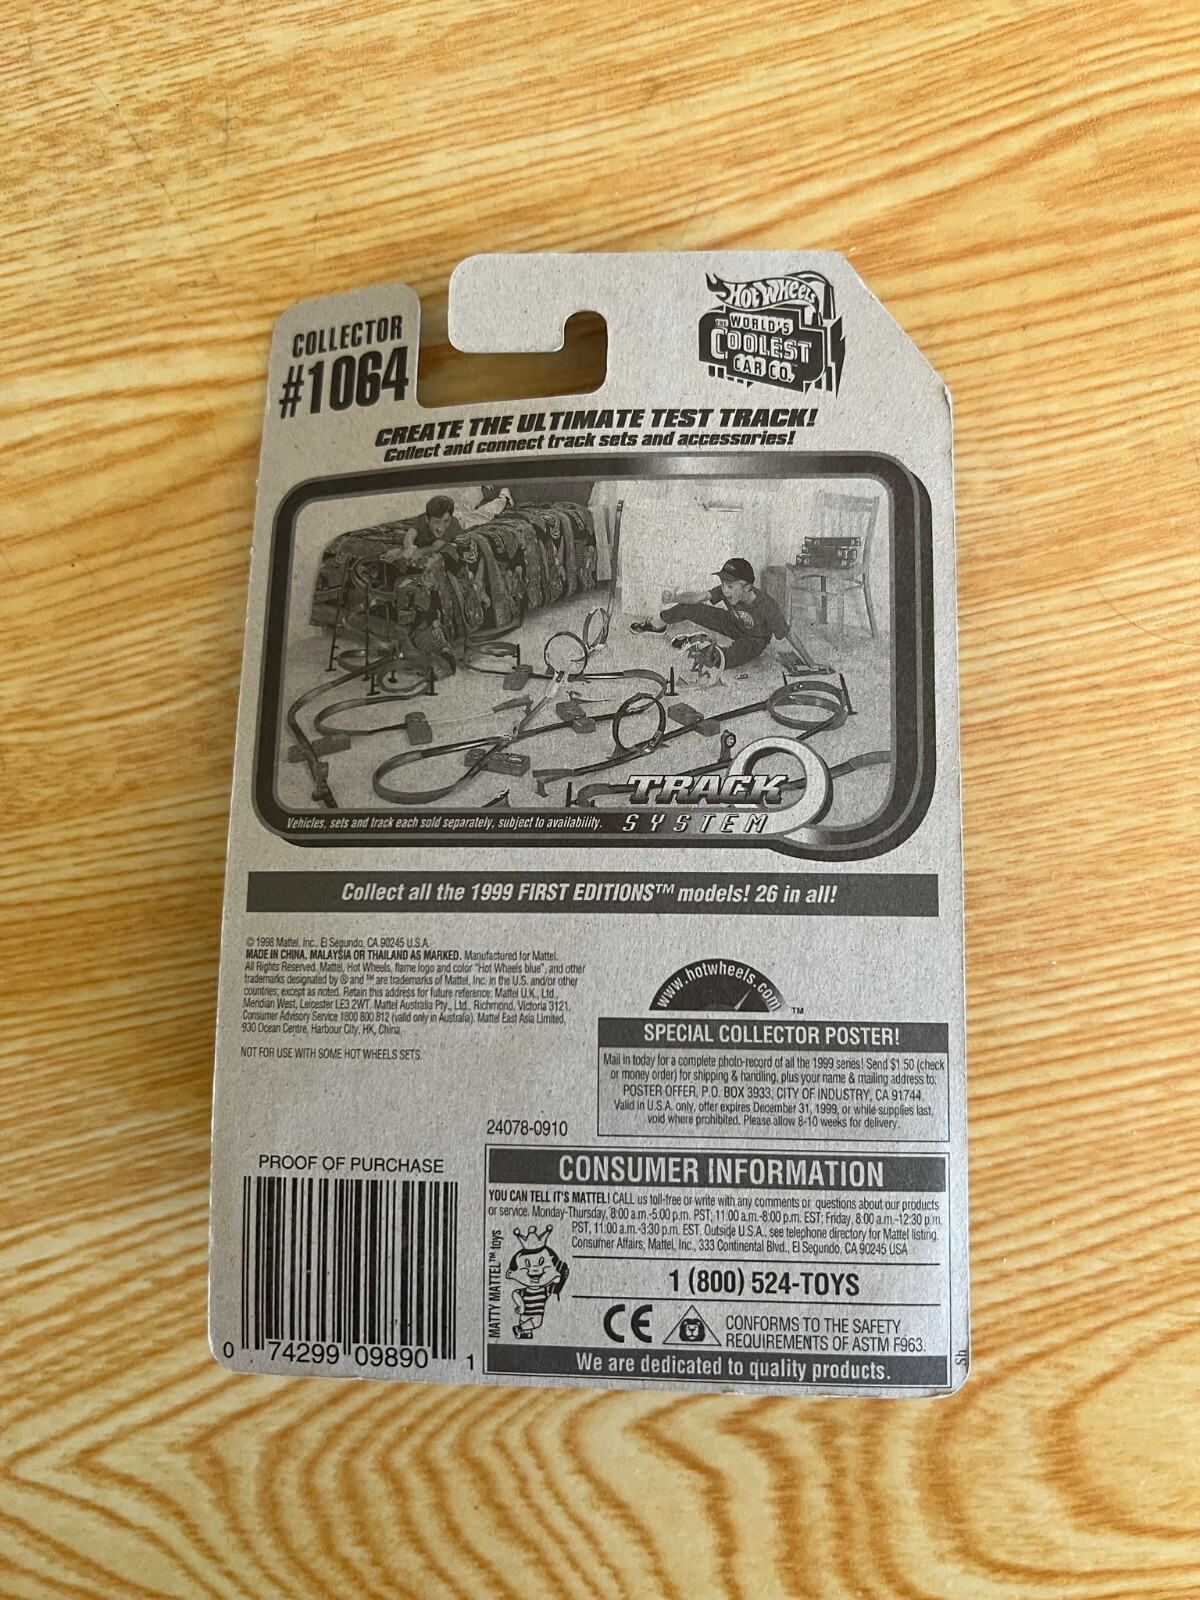 COLLECTOR
#1064
HOT WHEELS
THE WORLD'S
COOLEST
CAR CO.™
CREATE THE ULTIMATE TEST TRACK!
Collect and connect track sets and accessories!
TRACK
SYSTEM
Vehicles, sets and track each sold separately, subject to availability.
Collect all the 1999 FIRST EDITIONS™ models! 26 in all!
© 1998 Mattel, Inc., El Segundo, CA 90245 U.S.A.
MADE IN CHINA, MALAYSIA OR THAILAND AS MARKED. Manufactured for Mattel.
All Rights Reserved. Mattel, Hot Wheels, flame logo and color "Hot Wheels blue", and other
trademarks designated by ® and ™ are trademarks of Mattel, Inc. in the U.S. and/or other
countries, except as noted. Retain this address for future reference: Mattel U.K., Ltd.,
Meridian West, Leicester LE3 2WT. Mattel Australia Pty., Ltd., Richmond, Victoria 3121.
Consumer Advisory Service 1800 800 812 (valid only in Australia). Mattel East Asia Limited,
930 Ocean Centre, Harbour City, HK, China.
NOT FOR USE WITH SOME HOT WHEELS SETS.
www.hotwheels.com
™
SPECIAL COLLECTOR POSTER!
Mail in today for a complete photo-record of all the 1999 series! Send $1.50 (check
or money order) for shipping & handling, plus your name & mailing address to:
POSTER OFFER, P.O. BOX 3933, CITY OF INDUSTRY, CA 91744.
Valid in U.S.A. only, offer expires December 31, 1999, or while supplies last,
void where prohibited. Please allow 8-10 weeks for delivery.
24078-0910
PROOF OF PURCHASE
0 74299 09890 1
CONSUMER INFORMATION
YOU CAN TELL IT'S MATTEL! CALL us toll-free or write with any comments or questions about our products
or service. Monday-Thursday, 8:00 a.m.-5:00 p.m. PST; 11:00 a.m.-8:00 p.m. EST; Friday, 8:00 a.m.-12:30 p.m.
PST, 11:00 a.m.-3:30 p.m. EST. Outside U.S.A., see telephone directory for Mattel listing.
Consumer Affairs, Mattel, Inc., 333 Continental Blvd., El Segundo, CA 90245 USA
MATTY MATTEL™ toys
1 (800) 524-TOYS
CE
CONFORMS TO THE SAFETY
REQUIREMENTS OF ASTM F963.
We are dedicated to quality products.
Sh